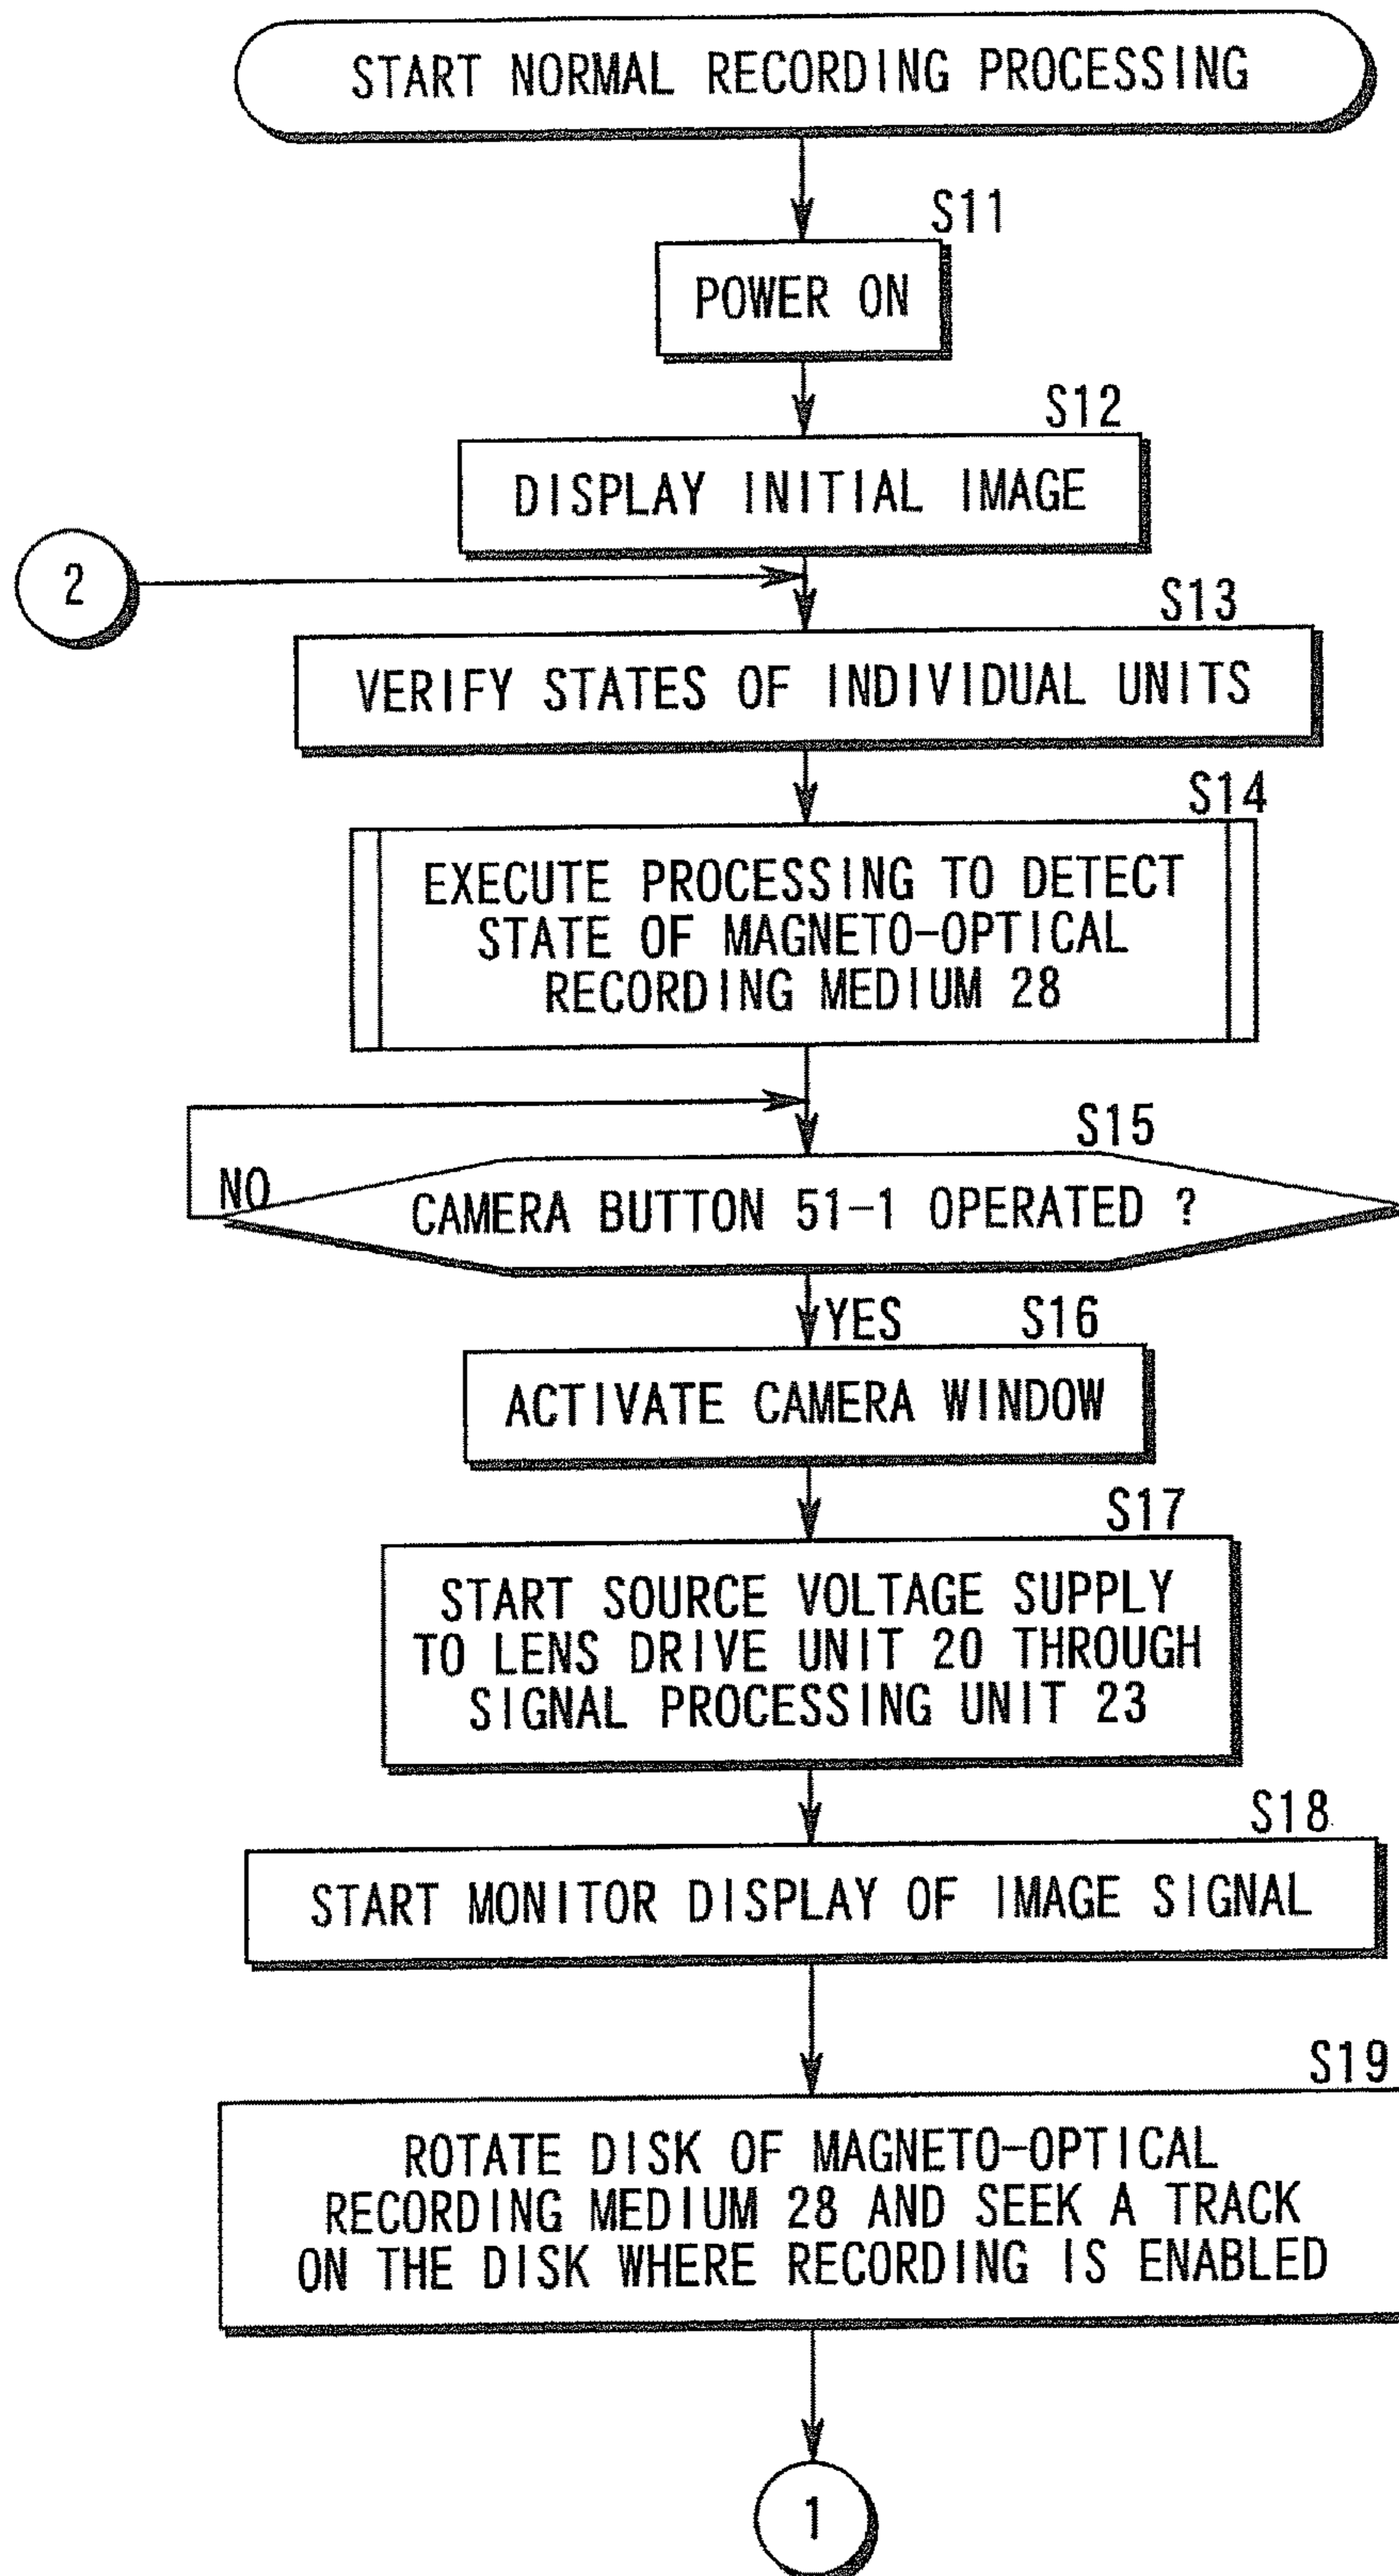 START NORMAL RECORDING PROCESSING
S11
POWER ON
S12
DISPLAY INITIAL IMAGE
2
S13
VERIFY STATES OF INDIVIDUAL UNITS
S14
EXECUTE PROCESSING TO DETECT
STATE OF MAGNETO-OPTICAL
RECORDING MEDIUM 28
S15
NO
CAMERA BUTTON 51-1 OPERATED ?
YES
S16
ACTIVATE CAMERA WINDOW
S17
START SOURCE VOLTAGE SUPPLY
TO LENS DRIVE UNIT 20 THROUGH
SIGNAL PROCESSING UNIT 23
S18
START MONITOR DISPLAY OF IMAGE SIGNAL
S19
ROTATE DISK OF MAGNETO-OPTICAL
RECORDING MEDIUM 28 AND SEEK A TRACK
ON THE DISK WHERE RECORDING IS ENABLED
1